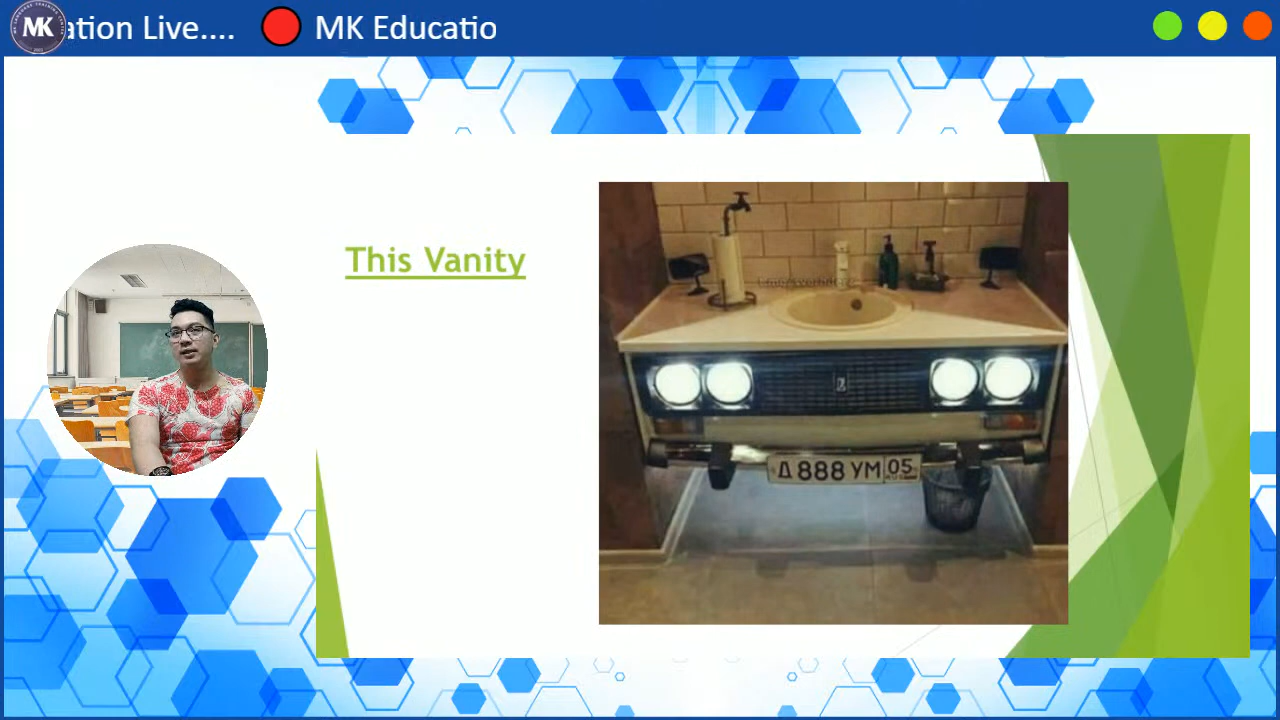 MK
ation Live....
MK Educatio
This Vanity
Д 888 УМ 05